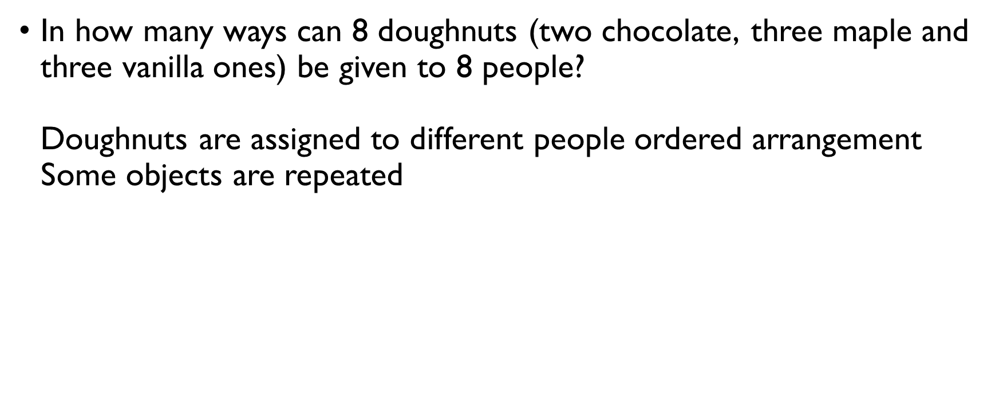 • In how many ways can 8 doughnuts (two chocolate, three maple and
three vanilla ones) be given to 8 people?
Doughnuts are assigned to different people ordered arrangement
Some objects are repeated